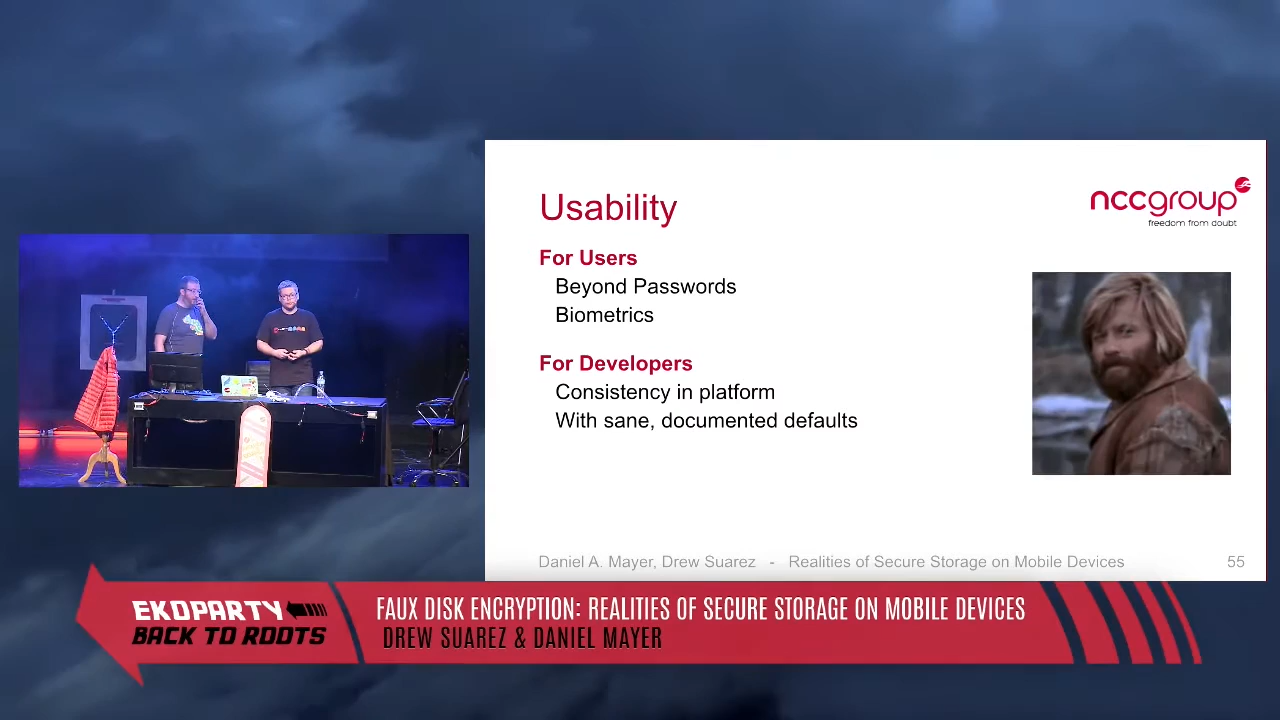 Usability
nccgroup
freedom from doubt
For Users
Beyond Passwords
Biometrics
For Developers
Consistency in platform
With sane, documented defaults
Daniel A. Mayer, Drew Suarez - Realities of Secure Storage on Mobile Devices 55
EKOPARTY
BACK TO ROOTS
FAUX DISK ENCRYPTION: REALITIES OF SECURE STORAGE ON MOBILE DEVICES
DREW SUAREZ & DANIEL MAYER